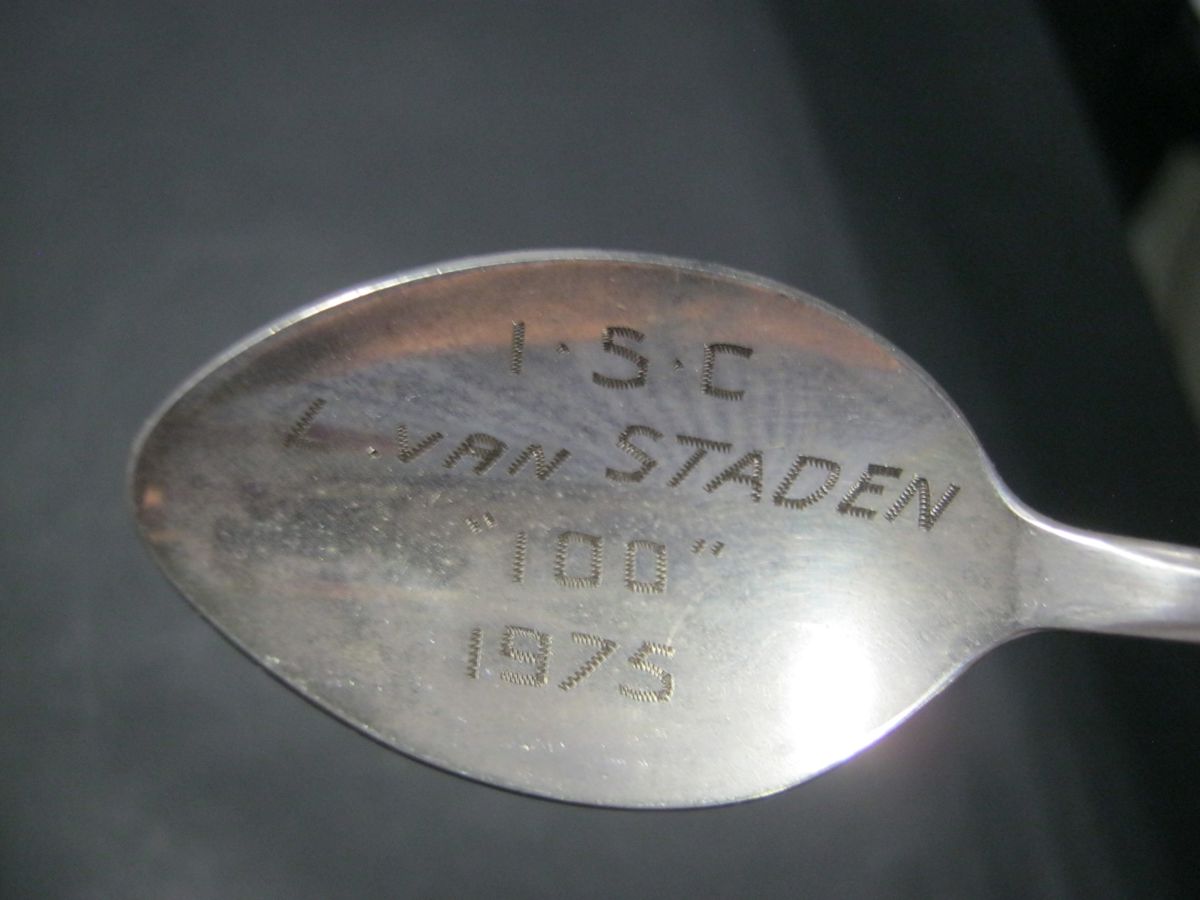 I.S.C
L.VAN STADEN
"100"
1975